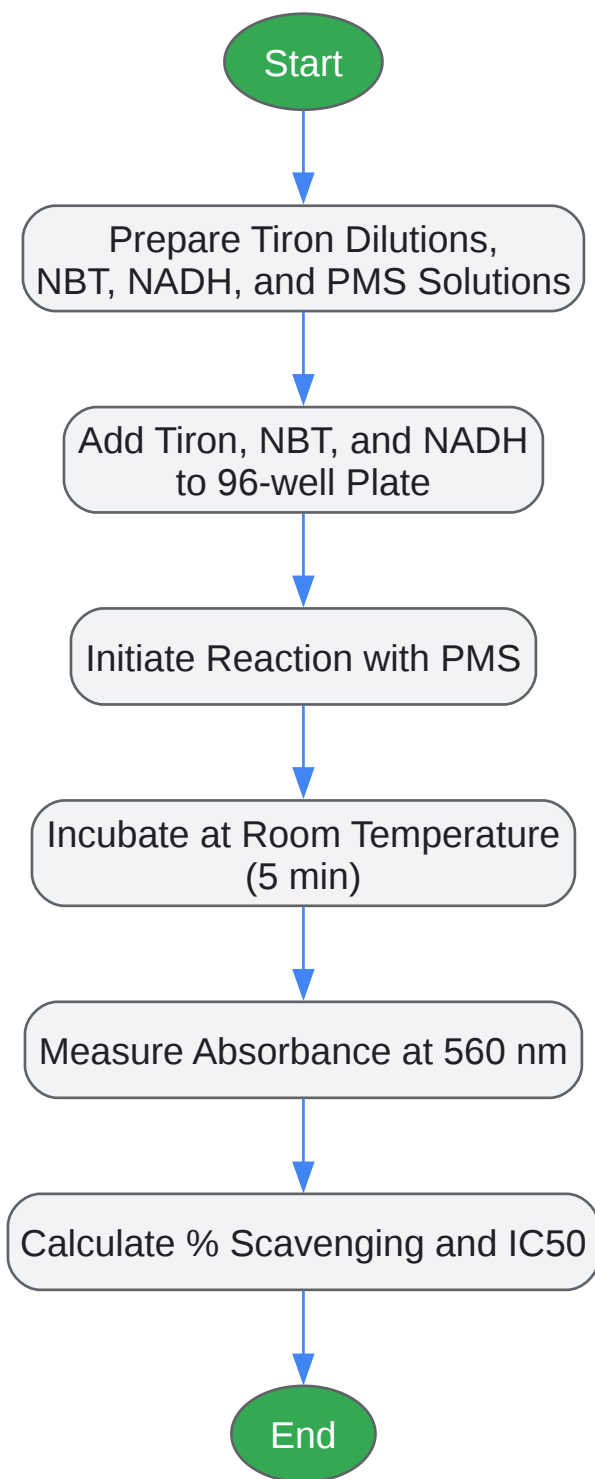 Start
Prepare Tiron Dilutions,
NBT, NADH, and PMS Solutions
Add Tiron, NBT, and NADH
to 96-well Plate
Initiate Reaction with PMS
Incubate at Room Temperature
(5 min)
Measure Absorbance at 560 nm
Calculate % Scavenging and IC50
End